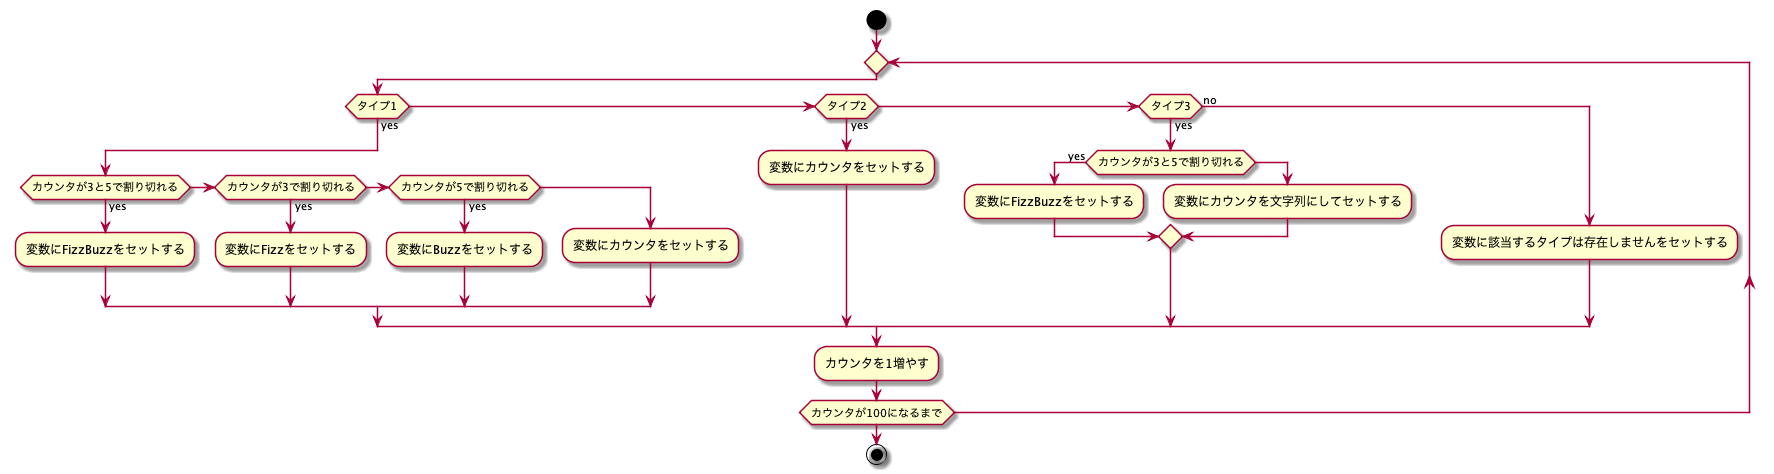 タイプ1
yes
タイプ2
yes
タイプ3
no
yes
カウンタが3と5で割り切れる
yes
カウンタが3で割り切れる
yes
カウンタが5で割り切れる
yes
変数にFizzBuzzをセットする
変数にFizzをセットする
変数にBuzzをセットする
変数にカウンタをセットする
変数にカウンタをセットする
yes
カウンタが3と5で割り切れる
変数にFizzBuzzをセットする
変数にカウンタを文字列にしてセットする
変数に該当するタイプは存在しませんをセットする
カウンタを1増やす
カウンタが100になるまで